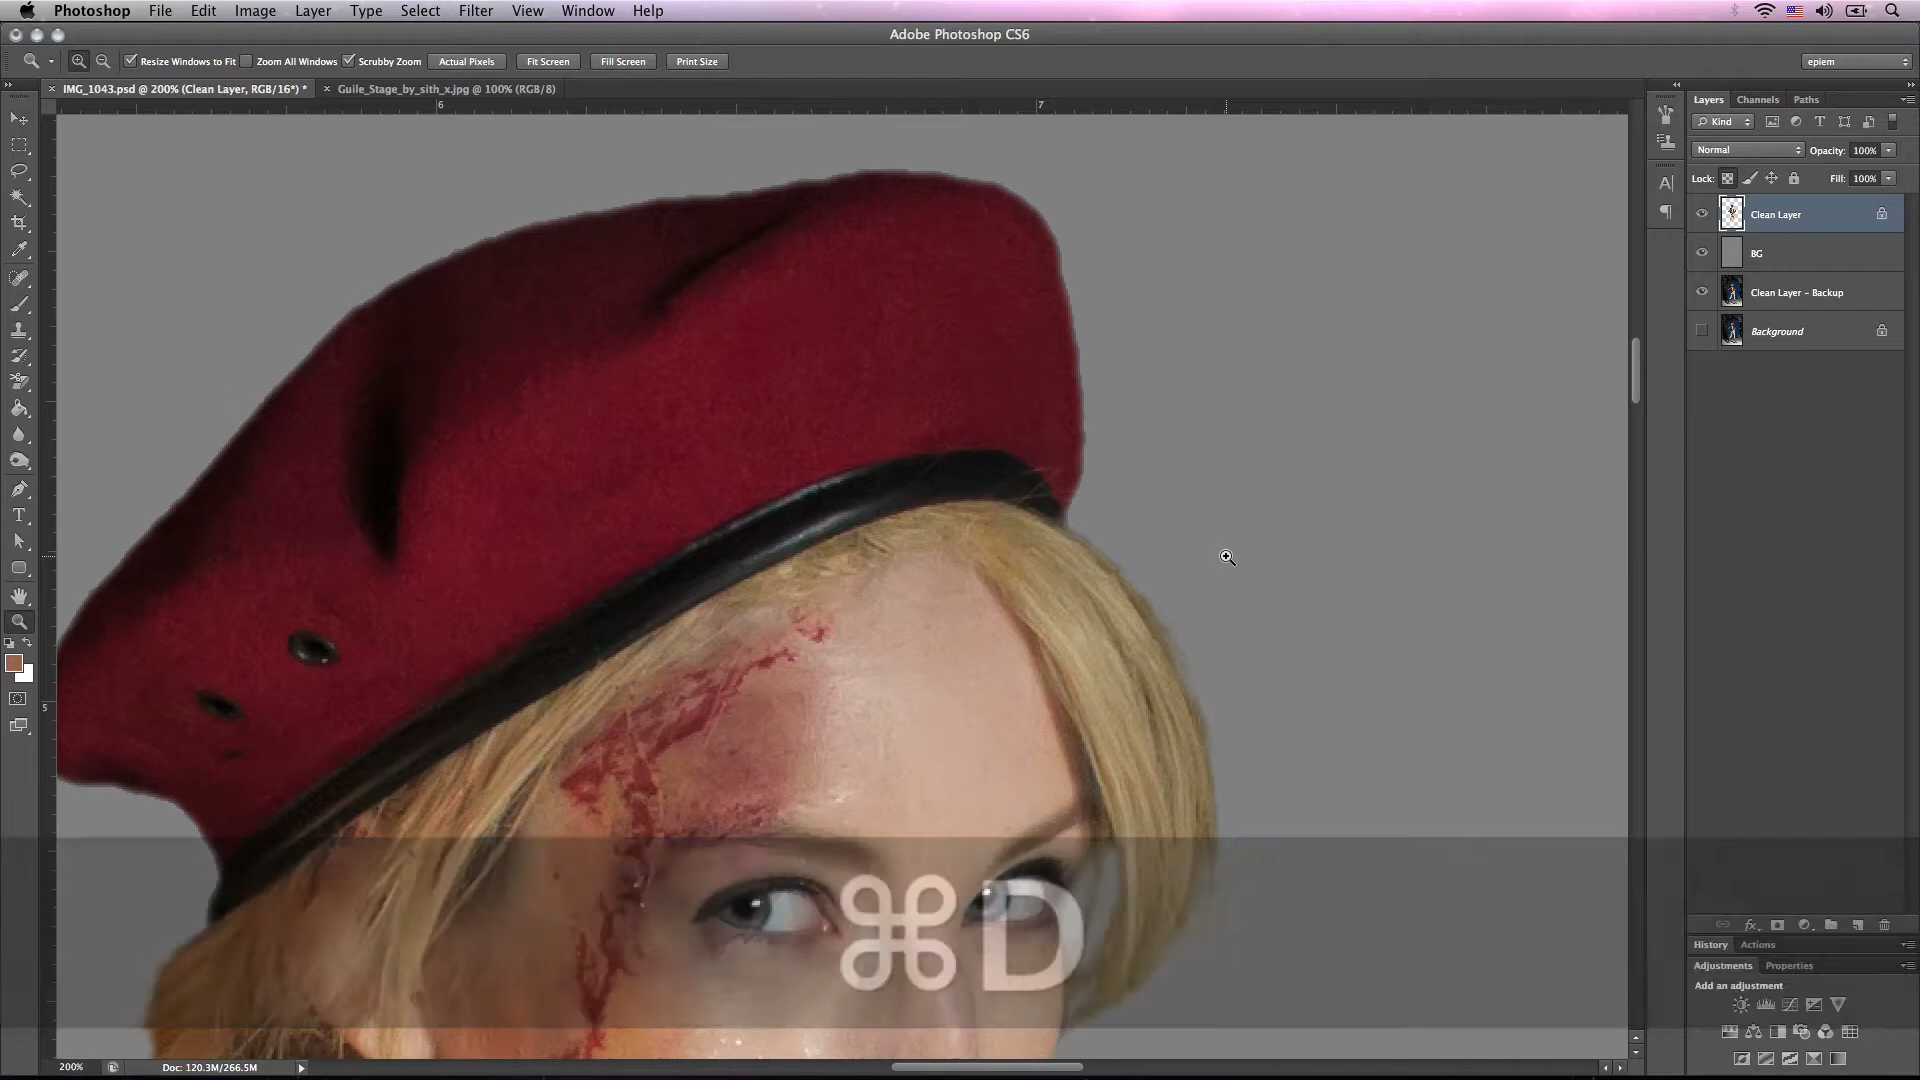 Photoshop File Edit Image Layer Type Select Filter View Window Help
Adobe Photoshop CS6
Resize Windows to Fit Zoom All Windows Scrubby Zoom Actual Pixels Fit Screen Fill Screen Print Size epiem
IMG_1043.psd @ 200% (Clean Layer, RGB/16*) * Guile_Stage_by_sith_x.jpg @ 100% (RGB/8)
6 7
Layers Channels Paths
Kind
Normal Opacity: 100%
Lock: Fill: 100%
Clean Layer
BG
Clean Layer - Backup
Background
5
⌘D
History Actions
Adjustments Properties
Add an adjustment
200% Doc: 120.3M/266.5M